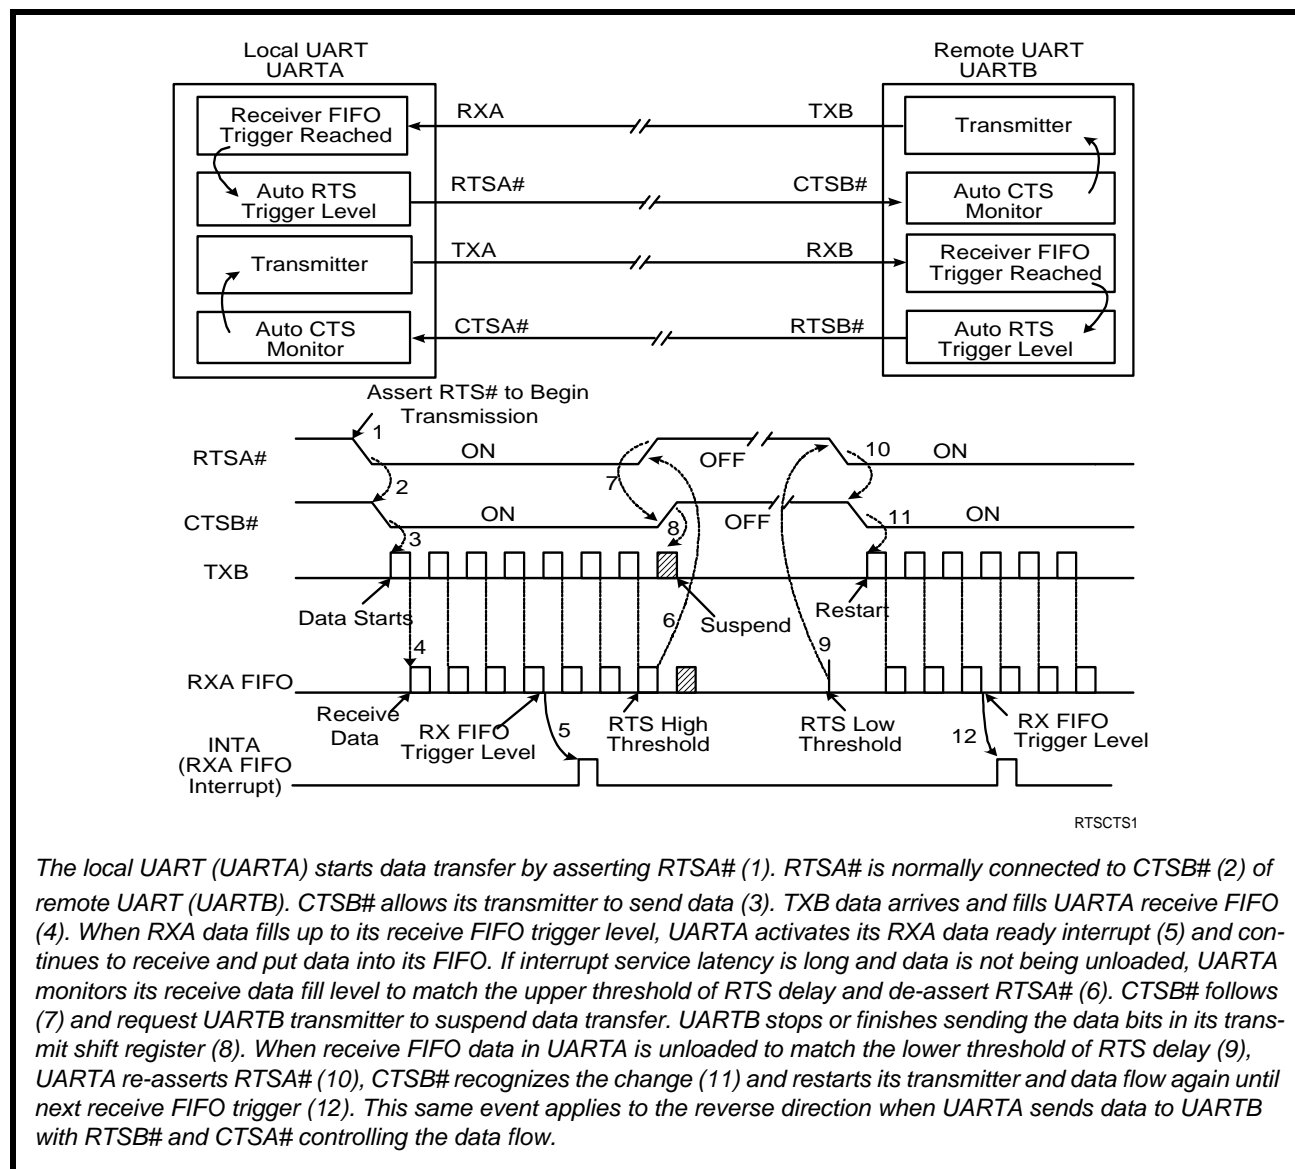 Local UART
UARTA
Remote UART
UARTB
Receiver FIFO
Trigger Reached
RXA
TXB
Transmitter
Auto RTS
Trigger Level
RTSA#
CTSB#
Auto CTS
Monitor
Transmitter
TXA
RXB
Receiver FIFO
Trigger Reached
Auto CTS
Monitor
CTSA#
RTSB#
Auto RTS
Trigger Level
Assert RTS# to Begin
Transmission
RTSA#
1
ON
7
OFF
10
ON
2
CTSB#
ON
8
OFF
11
ON
3
TXB
Data Starts
6
Suspend
Restart
4
9
RXA FIFO
Receive
Data
RX FIFO
Trigger Level
5
RTS High
Threshold
RTS Low
Threshold
12
RX FIFO
Trigger Level
INTA
(RXA FIFO
Interrupt)
RTSCTS1
The local UART (UARTA) starts data transfer by asserting RTSA# (1). RTSA# is normally connected to CTSB# (2) of
remote UART (UARTB). CTSB# allows its transmitter to send data (3). TXB data arrives and fills UARTA receive FIFO
(4). When RXA data fills up to its receive FIFO trigger level, UARTA activates its RXA data ready interrupt (5) and con-
tinues to receive and put data into its FIFO. If interrupt service latency is long and data is not being unloaded, UARTA
monitors its receive data fill level to match the upper threshold of RTS delay and de-assert RTSA# (6). CTSB# follows
(7) and request UARTB transmitter to suspend data transfer. UARTB stops or finishes sending the data bits in its trans-
mit shift register (8). When receive FIFO data in UARTA is unloaded to match the lower threshold of RTS delay (9),
UARTA re-asserts RTSA# (10), CTSB# recognizes the change (11) and restarts its transmitter and data flow again until
next receive FIFO trigger (12). This same event applies to the reverse direction when UARTA sends data to UARTB
with RTSB# and CTSA# controlling the data flow.